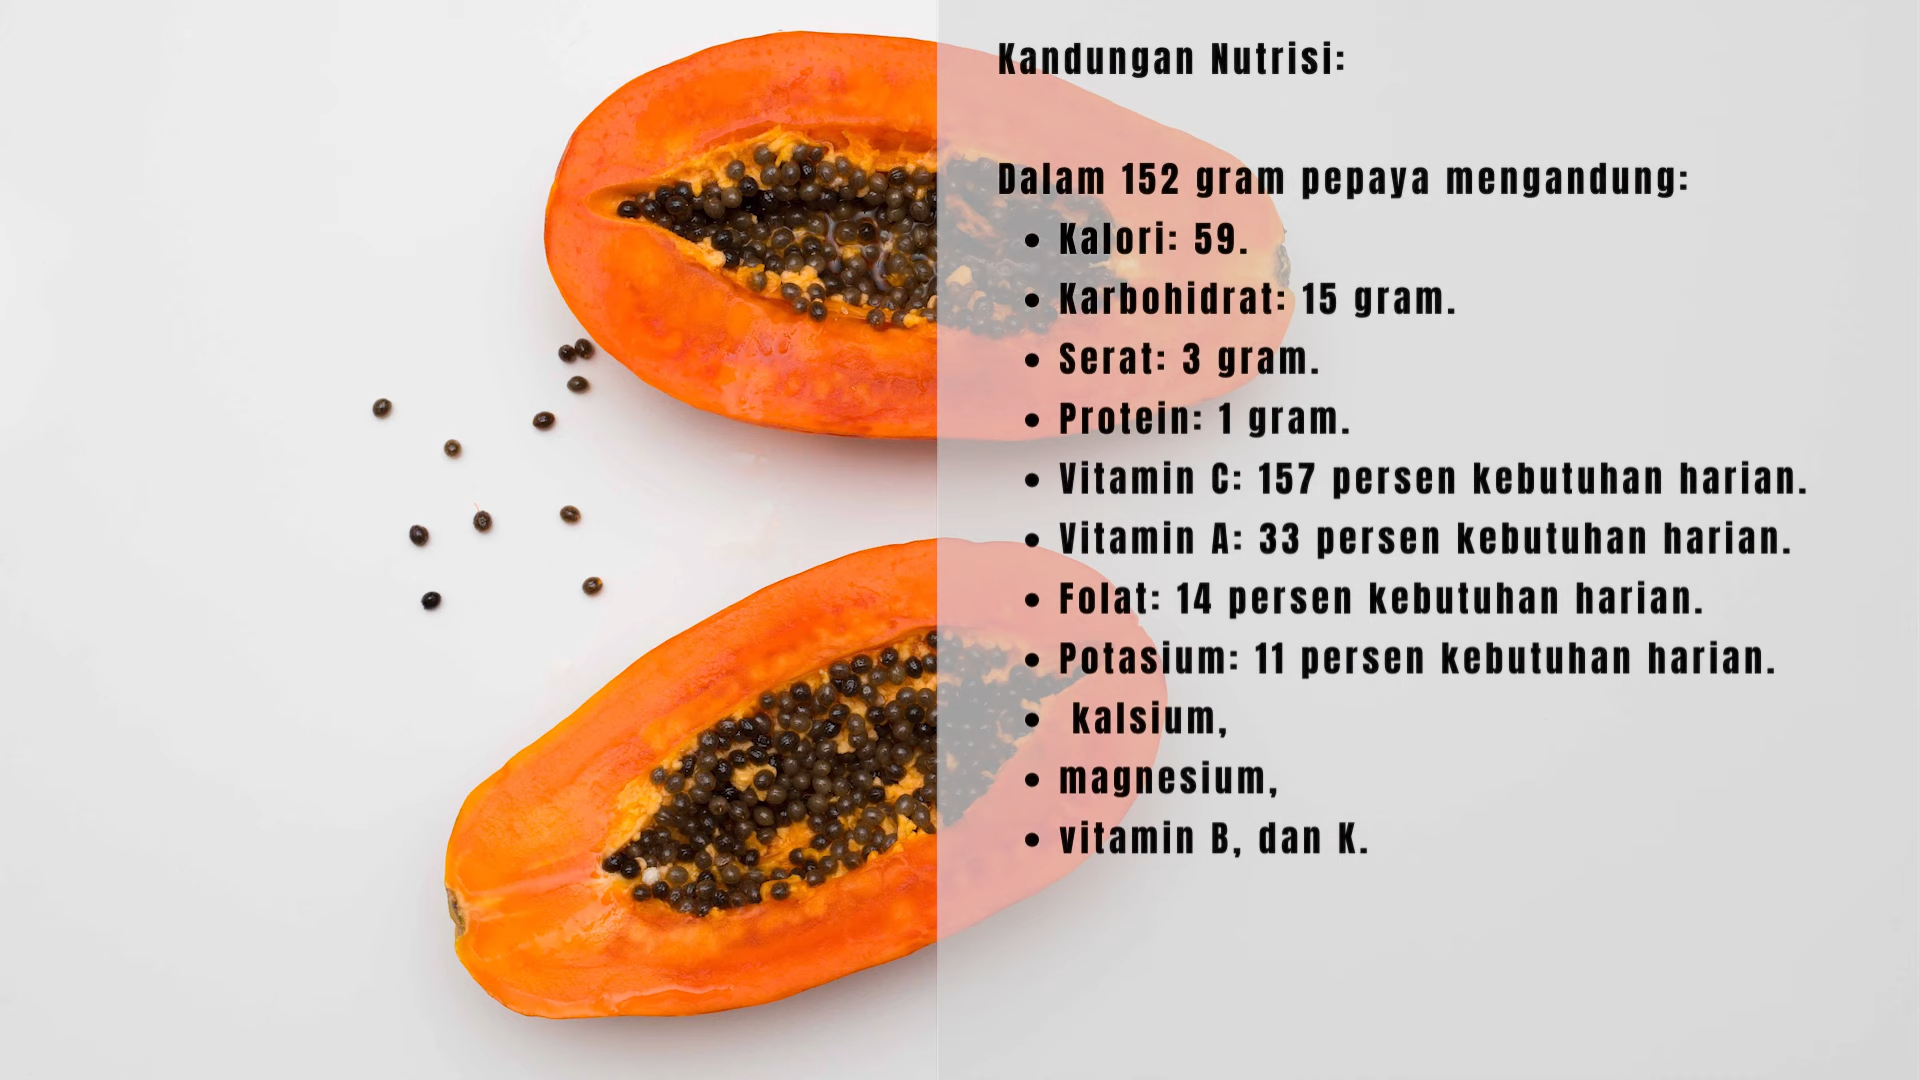 Kandungan Nutrisi:
Dalam 152 gram pepaya mengandung:
• Kalori: 59.
• Karbohidrat: 15 gram.
• Serat: 3 gram.
• Protein: 1 gram.
• Vitamin C: 157 persen kebutuhan harian.
• Vitamin A: 33 persen kebutuhan harian.
• Folat: 14 persen kebutuhan harian.
• Potasium: 11 persen kebutuhan harian.
• kalsium,
• magnesium,
• vitamin B, dan K.